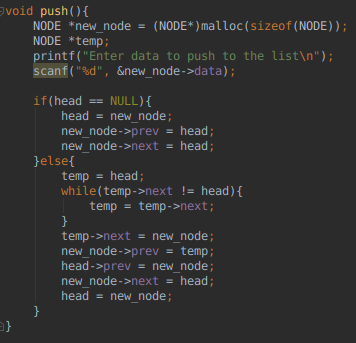 void push(){
    NODE *new_node = (NODE*)malloc(sizeof(NODE));
    NODE *temp;
    printf("Enter data to push to the list\n");
    scanf("%d", &new_node->data);

    if(head == NULL){
        head = new_node;
        new_node->prev = head;
        new_node->next = head;
    }else{
        temp = head;
        while(temp->next != head){
            temp = temp->next;
        }
        temp->next = new_node;
        new_node->prev = temp;
        head->prev = new_node;
        new_node->next = head;
        head = new_node;
    }
}